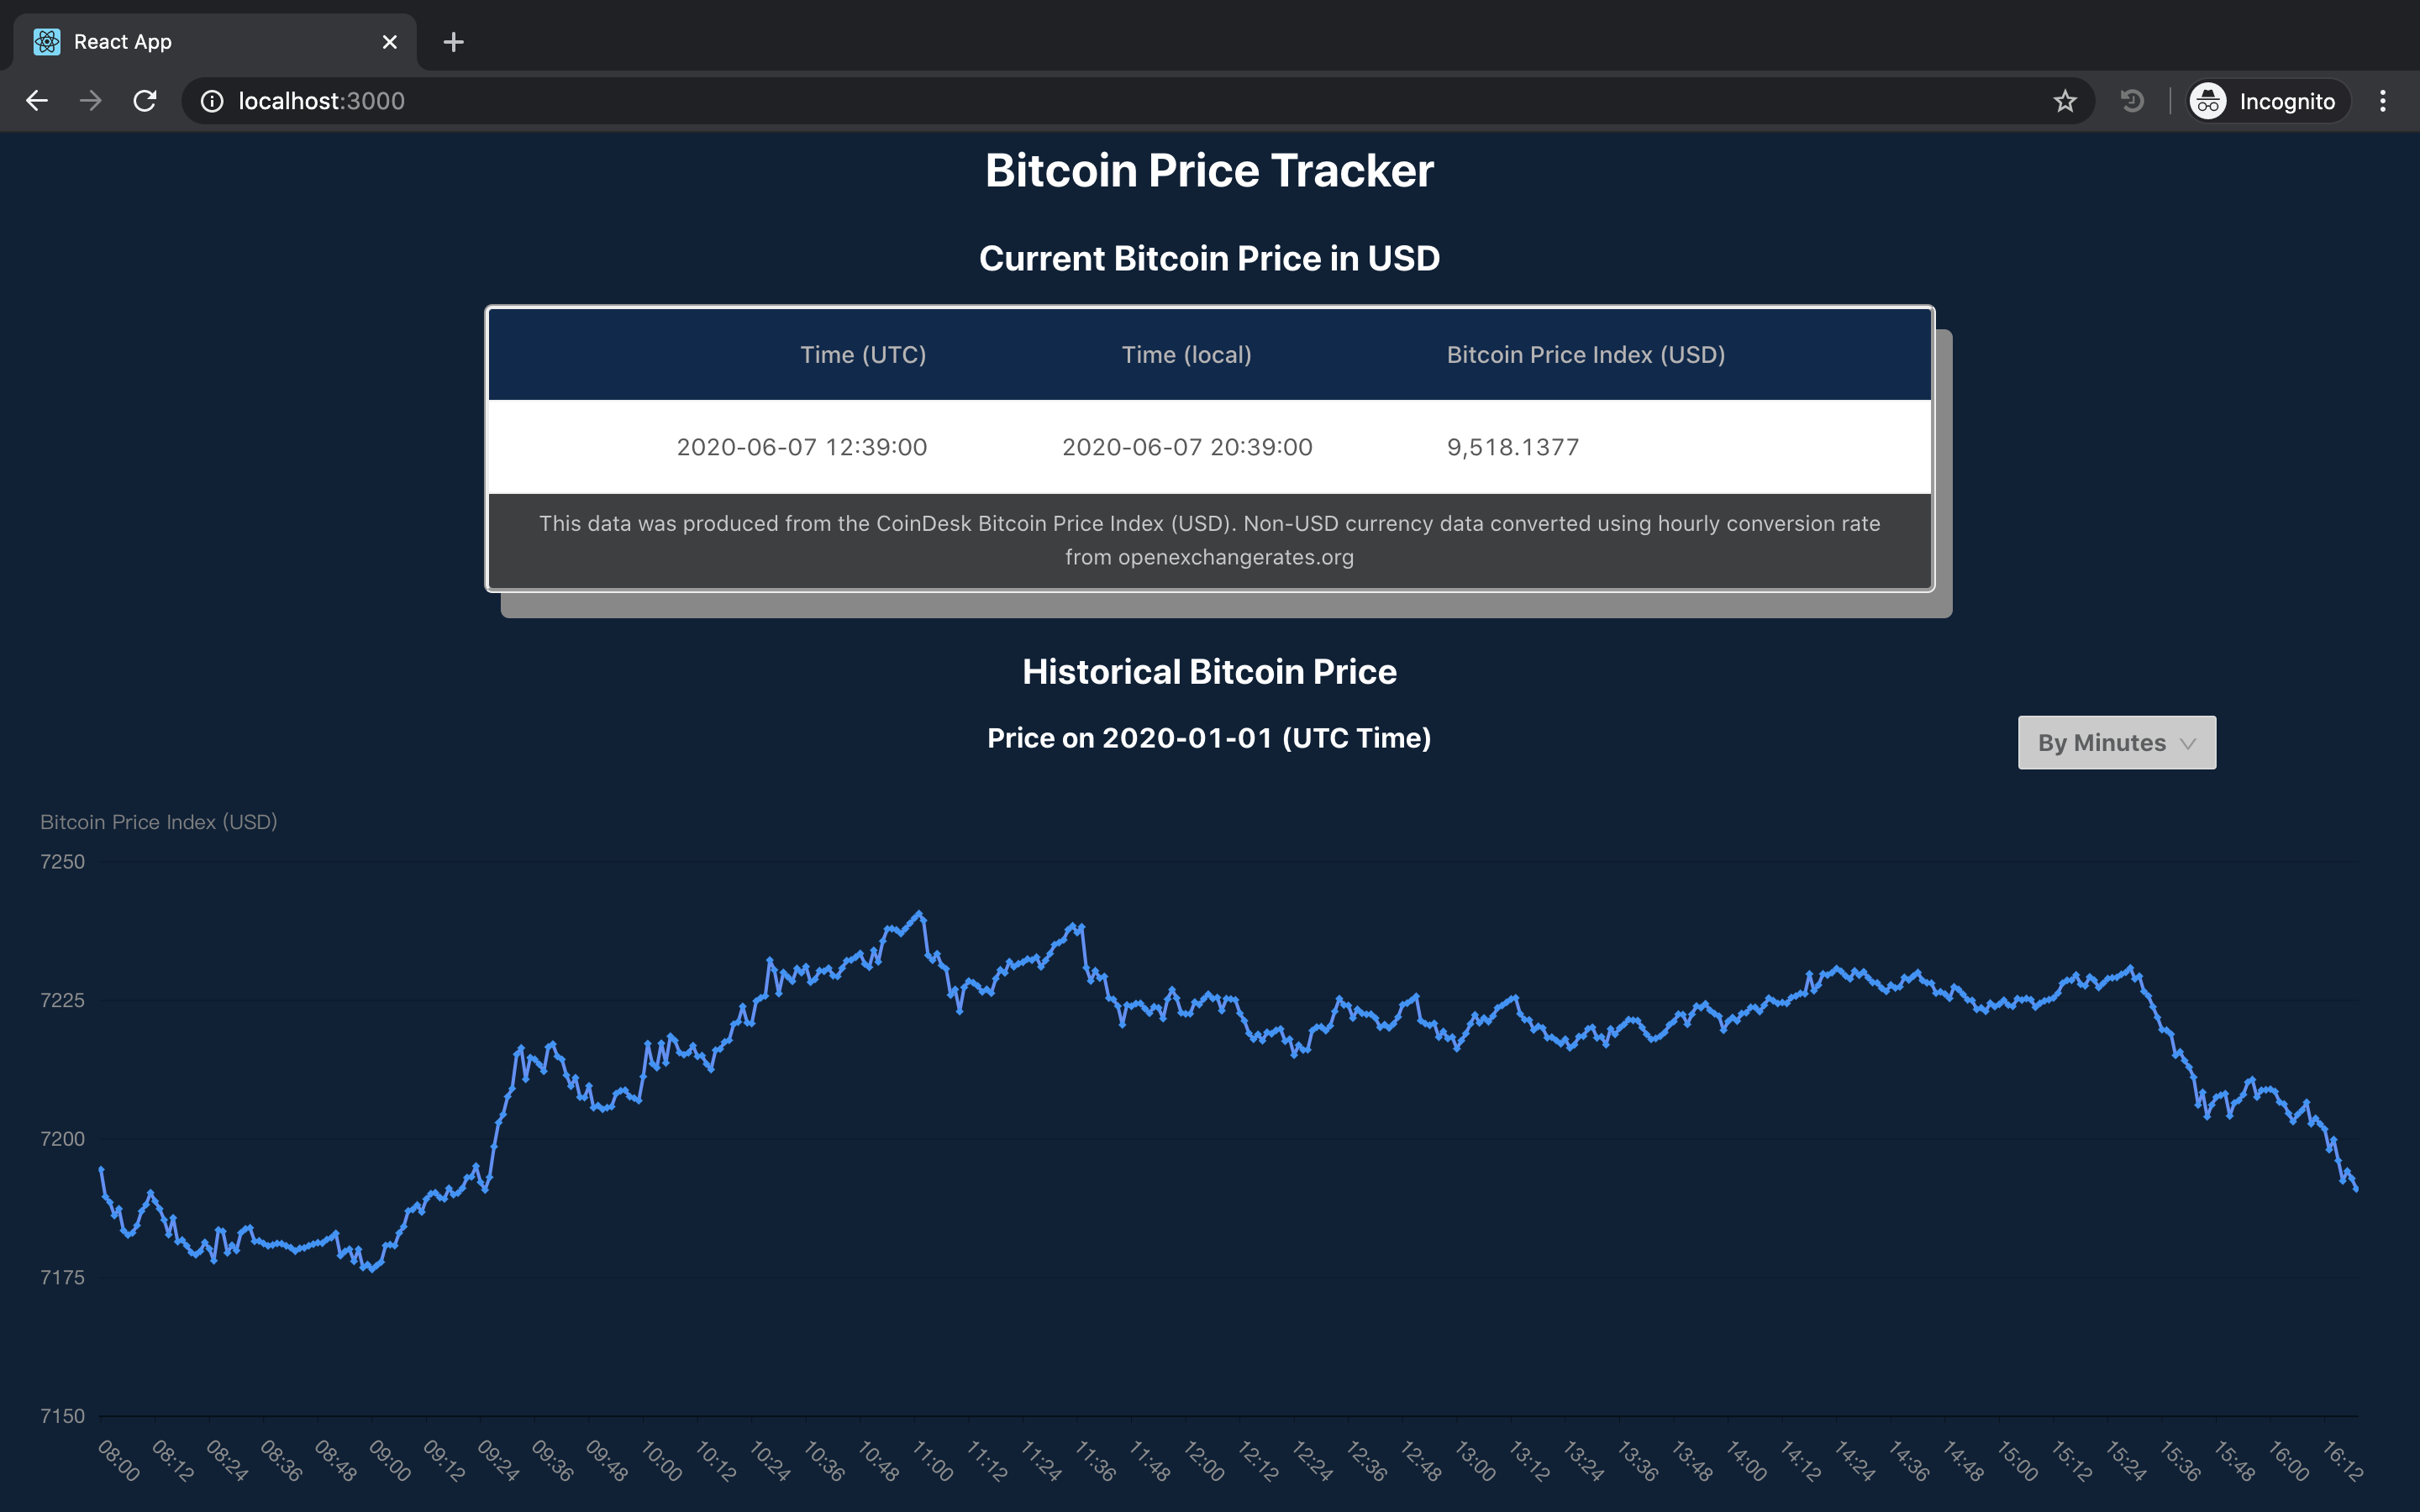 React App
localhost:3000
Incognito
Bitcoin Price Tracker
Current Bitcoin Price in USD
Time (UTC) Time (local) Bitcoin Price Index (USD)
2020-06-07 12:39:00 2020-06-07 20:39:00 9,518.1377
This data was produced from the CoinDesk Bitcoin Price Index (USD). Non-USD currency data converted using hourly conversion rate
from openexchangerates.org
Historical Bitcoin Price
Price on 2020-01-01 (UTC Time)
By Minutes
Bitcoin Price Index (USD)
7250
7225
7200
7175
7150
08:00 08:12 08:24 08:36 08:48 09:00 09:12 09:24 09:36 09:48 10:00 10:12 10:24 10:36 10:48 11:00 11:12 11:24 11:36 11:48 12:00 12:12 12:24 12:36 12:48 13:00 13:12 13:24 13:36 13:48 14:00 14:12 14:24 14:36 14:48 15:00 15:12 15:24 15:36 15:48 16:00 16:12